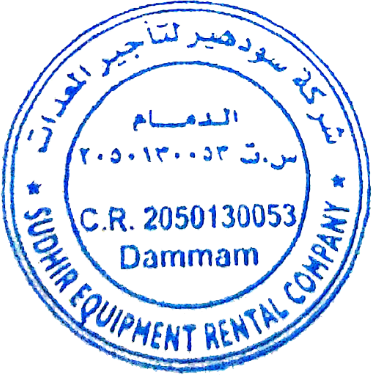 شركة سودهير لتأجير المعدات
الدمام
س.ت ٢٠٥٠١٣٠٠٥٣
C.R. 2050130053
Dammam
★ SUDHIR EQUIPMENT RENTAL COMPANY ★